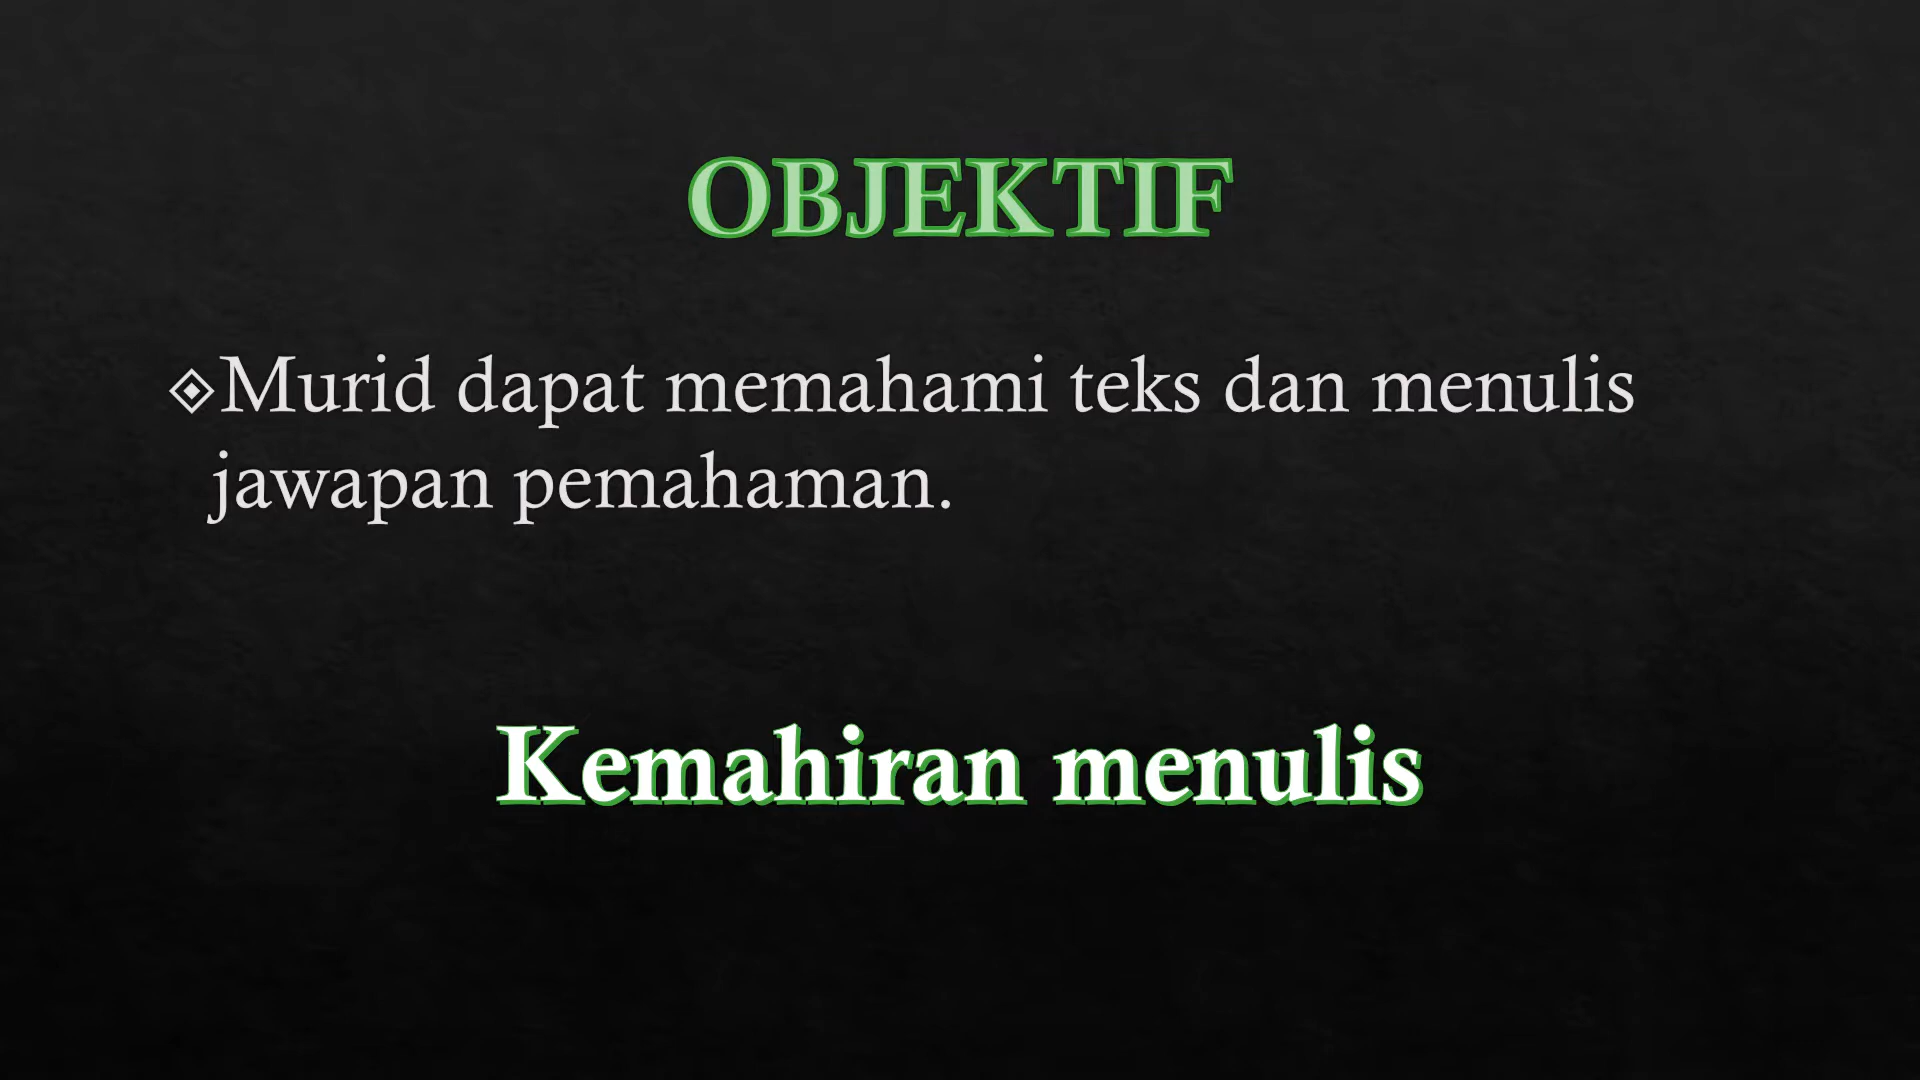 OBJEKTIF
Murid dapat memahami teks dan menulis
jawapan pemahaman.
Kemahiran menulis